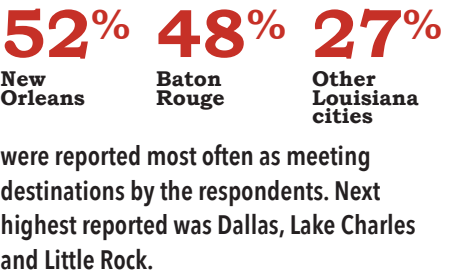 52% 48% 27%
New Orleans
Baton Rouge
Other Louisiana cities
were reported most often as meeting
destinations by the respondents. Next
highest reported was Dallas, Lake Charles
and Little Rock.